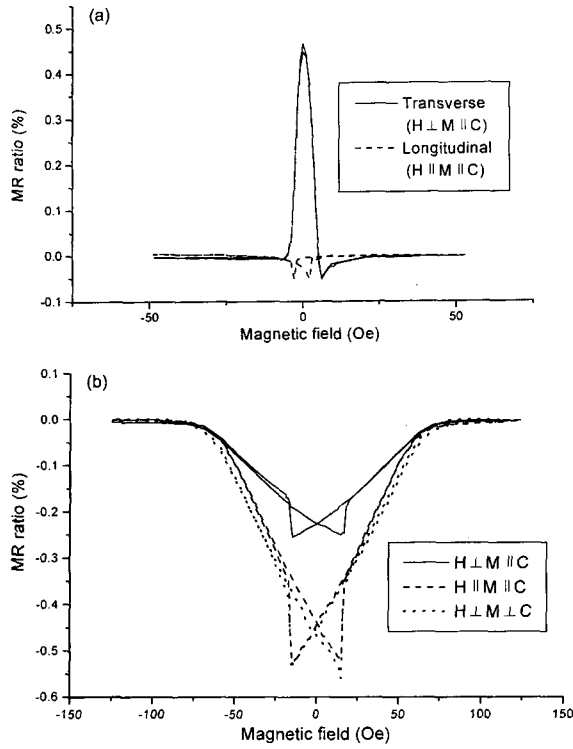 (a)
0.5
0.4
0.3
0.2
0.1
0.0
-0.1
MR ratio (%)
Transverse
(H ⊥ M ∥ C)
Longitudinal
(H ∥ M ∥ C)
-50 0 50
Magnetic field (Oe)
(b)
0.1
0.0
-0.1
-0.2
-0.3
-0.4
-0.5
-0.6
MR ratio (%)
H ⊥ M ∥ C
H ∥ M ∥ C
H ⊥ M ⊥ C
-150 -100 -50 0 50 100 150
Magnetic field (Oe)